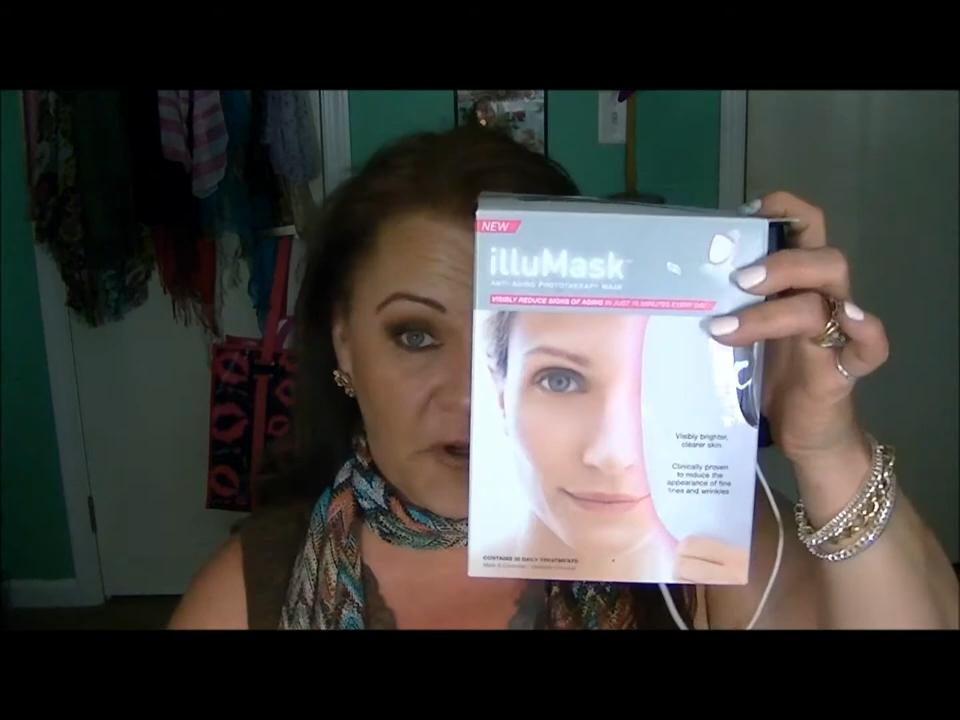 NEW
illuMask™
ANTI-AGING PHOTOTHERAPY MASK
VISIBLY REDUCE SIGNS OF AGING IN JUST 15 MINUTES EVERY DAY
Visibly brighter,
clearer skin
Clinically proven
to reduce the
appearance of fine
lines and wrinkles
CONTAINS 30 DAILY TREATMENTS